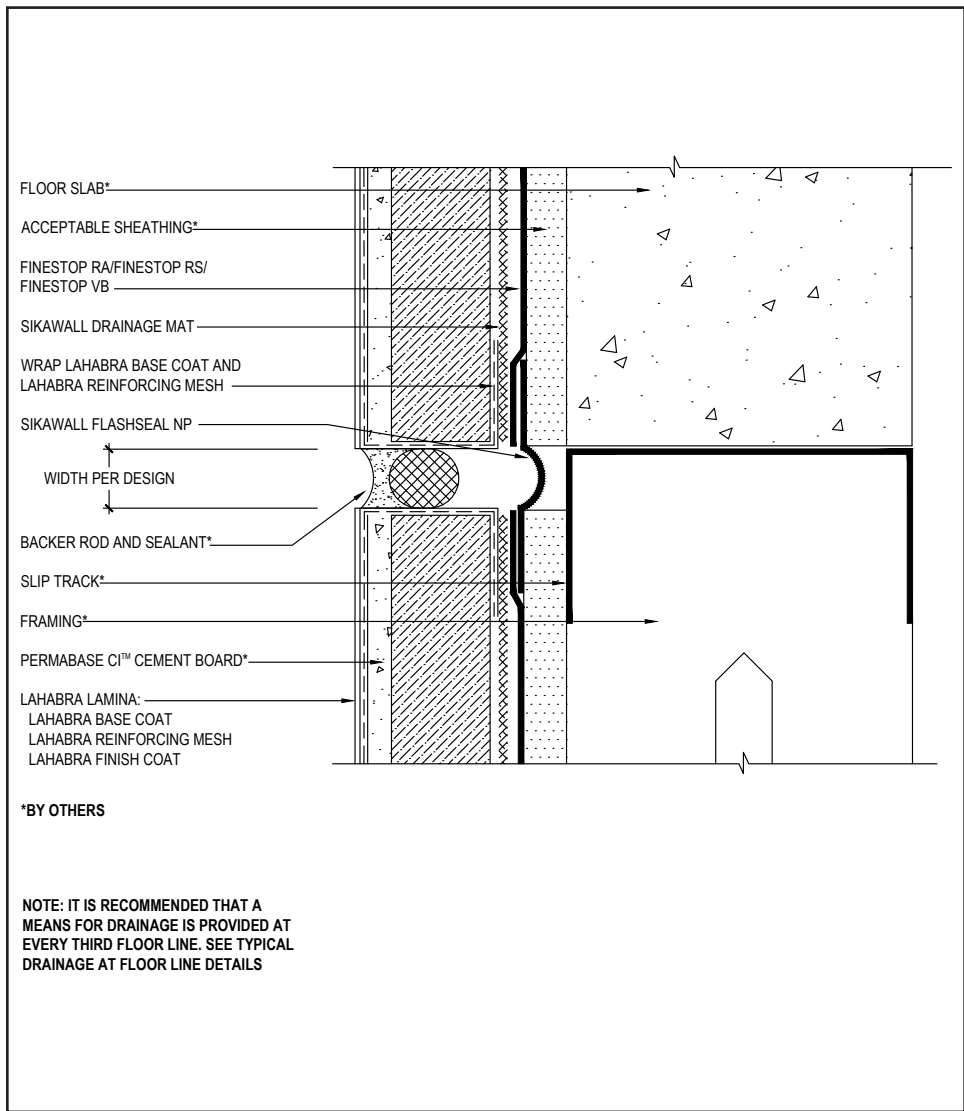 FLOOR SLAB*
ACCEPTABLE SHEATHING*
FINESTOP RA/FINESTOP RS/
FINESTOP VB
SIKAWALL DRAINAGE MAT
WRAP LAHABRA BASE COAT AND
LAHABRA REINFORCING MESH
SIKAWALL FLASHSEAL NP
WIDTH PER DESIGN
BACKER ROD AND SEALANT*
SLIP TRACK*
FRAMING*
PERMABASE CI™ CEMENT BOARD*
LAHABRA LAMINA:
LAHABRA BASE COAT
LAHABRA REINFORCING MESH
LAHABRA FINISH COAT
*BY OTHERS
NOTE: IT IS RECOMMENDED THAT A
MEANS FOR DRAINAGE IS PROVIDED AT
EVERY THIRD FLOOR LINE. SEE TYPICAL
DRAINAGE AT FLOOR LINE DETAILS